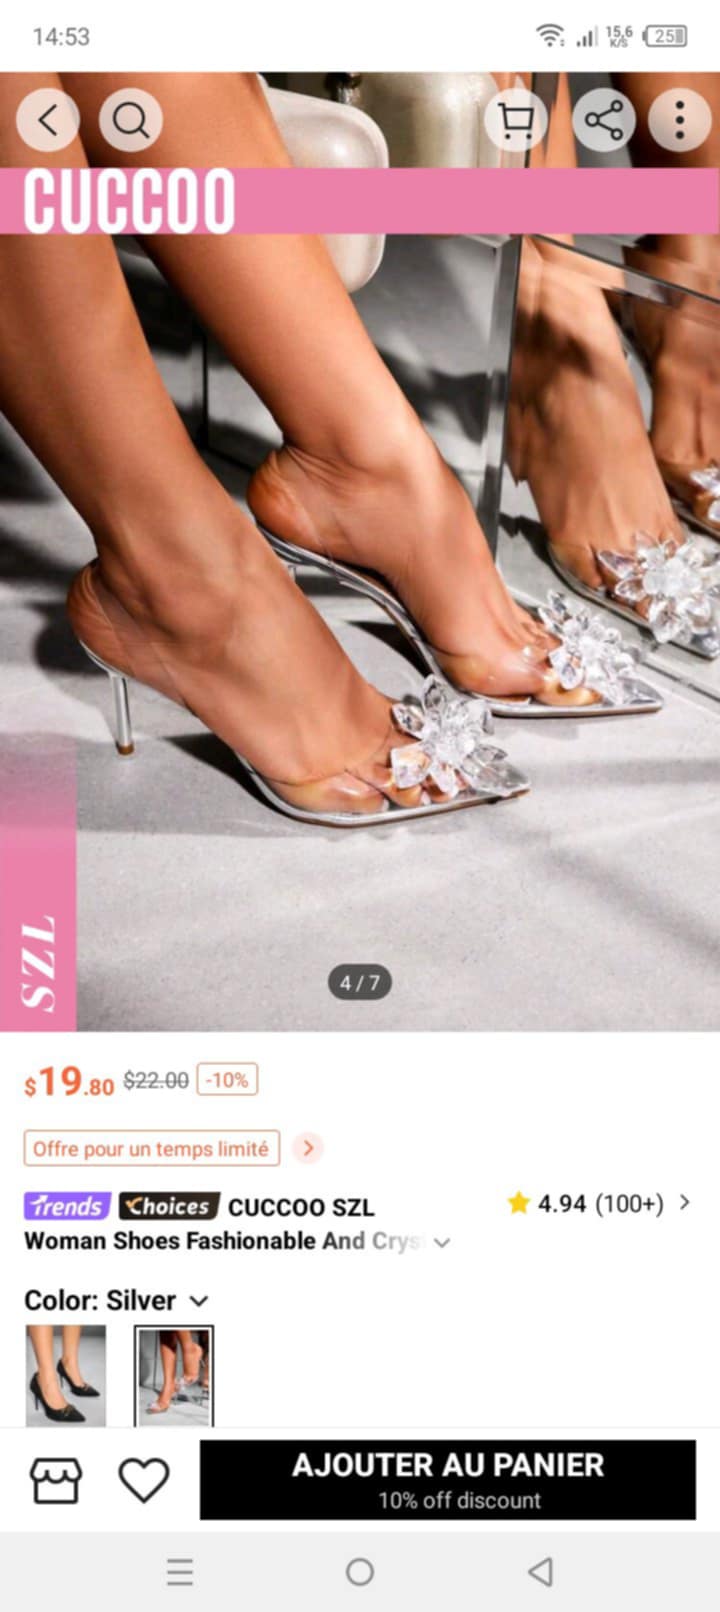 14:53
15,6
K/S
25
CUCCOO
SZL
4 / 7
$19.80 $22.00 -10%
Offre pour un temps limité
Trends Choices CUCCOO SZL
4.94 (100+)
Woman Shoes Fashionable And Crys
Color: Silver
AJOUTER AU PANIER
10% off discount